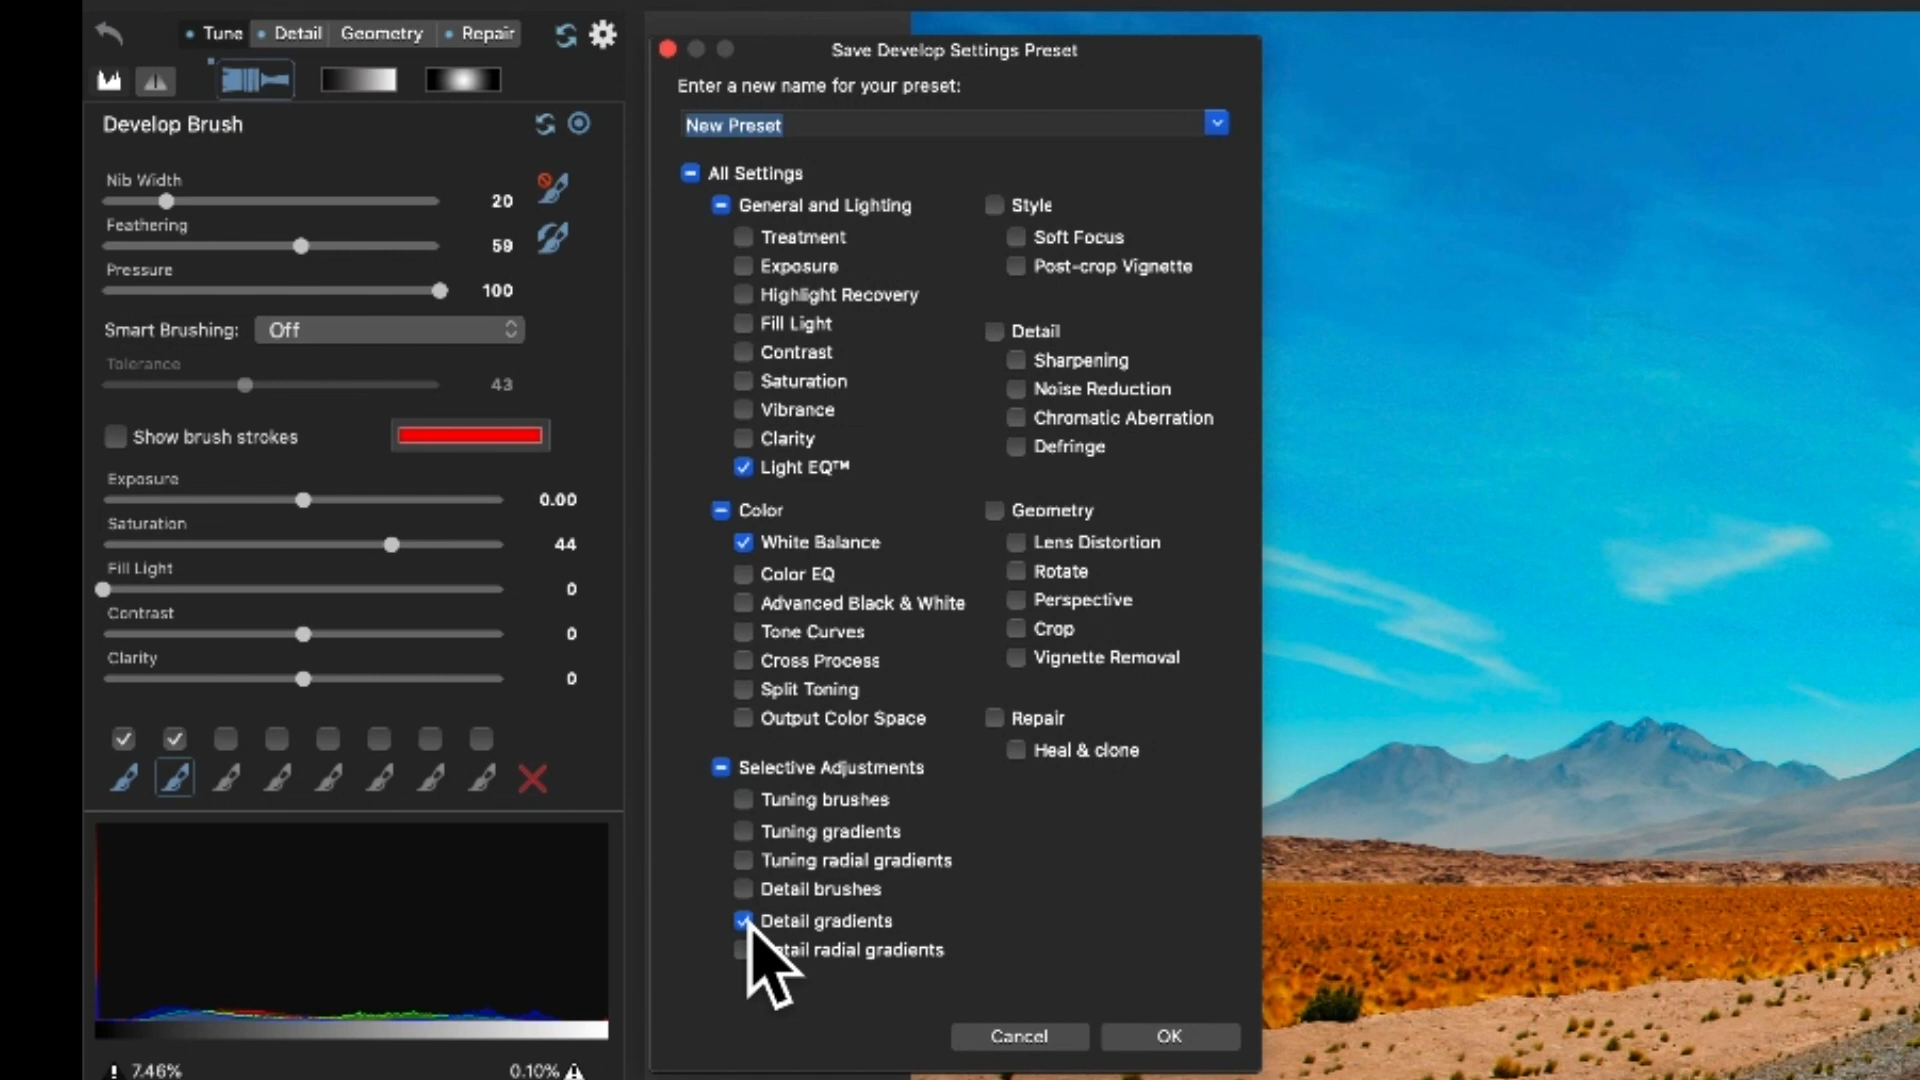 Tune Detail Geometry Repair
Develop Brush
Nib Width
20
Feathering
59
Pressure
100
Smart Brushing: Off
Tolerance
43
Show brush strokes
Exposure
0.00
Saturation
44
Fill Light
0
Contrast
0
Clarity
0
7.46% 0.10%
Save Develop Settings Preset
Enter a new name for your preset:
New Preset
All Settings
General and Lighting
Treatment
Exposure
Highlight Recovery
Fill Light
Contrast
Saturation
Vibrance
Clarity
Light EQ™
Color
White Balance
Color EQ
Advanced Black & White
Tone Curves
Cross Process
Split Toning
Output Color Space
Selective Adjustments
Tuning brushes
Tuning gradients
Tuning radial gradients
Detail brushes
Detail gradients
radial gradients
Style
Soft Focus
Post-crop Vignette
Detail
Sharpening
Noise Reduction
Chromatic Aberration
Defringe
Geometry
Lens Distortion
Rotate
Perspective
Crop
Vignette Removal
Repair
Heal & clone
Cancel OK